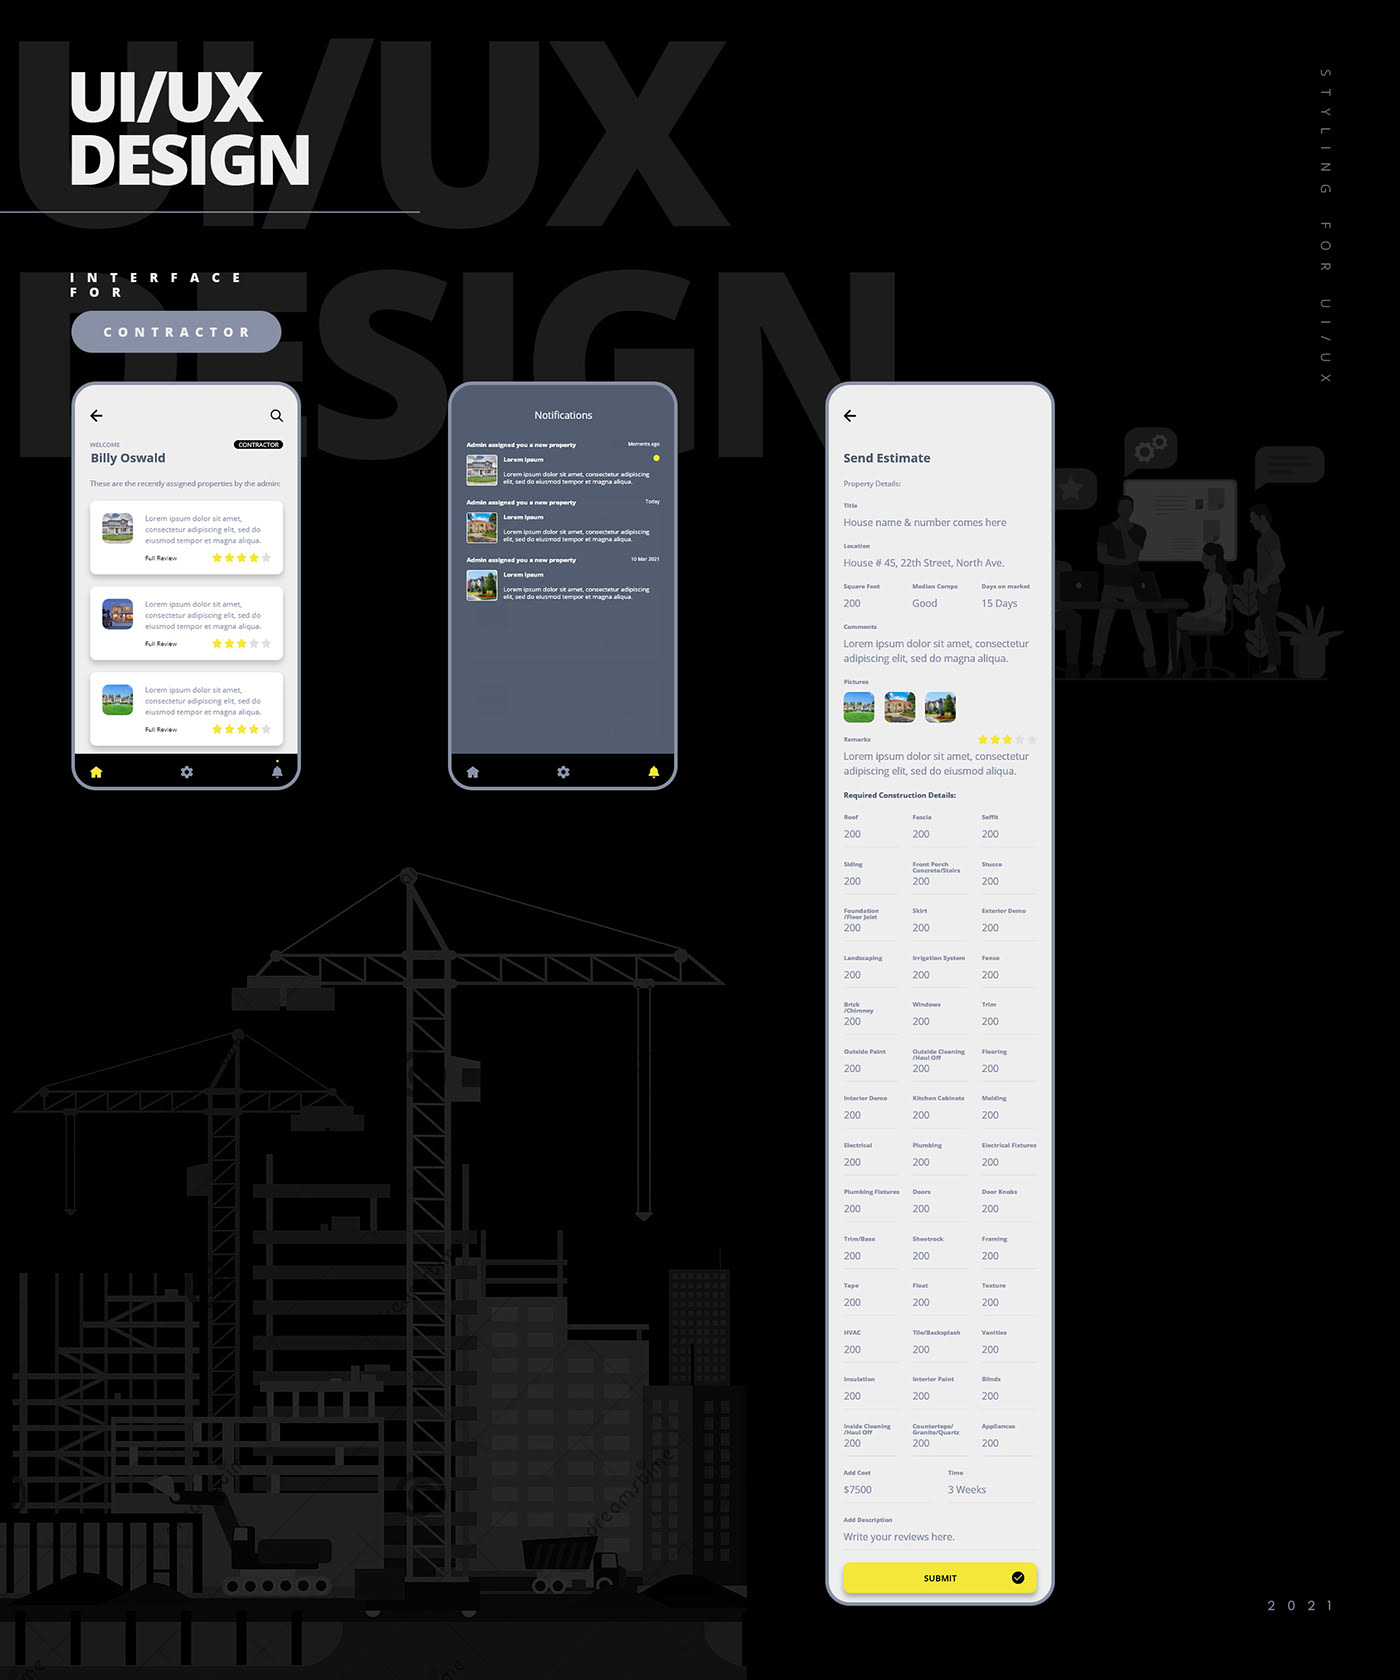 UI/UX
DESIGN
UI/UX
DESIGN
STYLING FOR UI/UX
INTERFACE
FOR
CONTRACTOR
WELCOME
CONTRACTOR
Billy Oswald
These are the recently assigned properties by the admin:
Lorem ipsum dolor sit amet,
consectetur adipiscing elit, sed do
eiusmod tempor et magna aliqua.
Full Review
Lorem ipsum dolor sit amet,
consectetur adipiscing elit, sed do
eiusmod tempor et magna aliqua.
Full Review
Lorem ipsum dolor sit amet,
consectetur adipiscing elit, sed do
eiusmod tempor et magna aliqua.
Full Review
Notifications
Admin assigned you a new property
Moments ago
Lorem Ipsum
Lorem ipsum dolor sit amet, consectetur adipiscing
elit, sed do eiusmod tempor et magna aliqua.
Admin assigned you a new property
Today
Lorem Ipsum
Lorem ipsum dolor sit amet, consectetur adipiscing
elit, sed do eiusmod tempor et magna aliqua.
Admin assigned you a new property
10 Mar 2021
Lorem Ipsum
Lorem ipsum dolor sit amet, consectetur adipiscing
elit, sed do eiusmod tempor et magna aliqua.
Send Estimate
Property Details:
Title
House name & number comes here
Location
House # 45, 22th Street, North Ave.
Square Feet Median Comps Days on market
200 Good 15 Days
Comments
Lorem ipsum dolor sit amet, consectetur
adipiscing elit, sed do magna aliqua.
Pictures
Remarks
Lorem ipsum dolor sit amet, consectetur
adipiscing elit, sed do eiusmod aliqua.
Required Construction Details:
Roof Fascia Soffit
200 200 200
Siding Front Porch Stucco
Concrete/Stairs
200 200 200
Foundation Skirt Exterior Demo
/Floor Joist
200 200 200
Landscaping Irrigation System Fence
200 200 200
Brick Windows Trim
/Chimney
200 200 200
Outside Paint Outside Cleaning Flooring
/Haul Off
200 200 200
Interior Demo Kitchen Cabinets Molding
200 200 200
Electrical Plumbing Electrical Fixtures
200 200 200
Plumbing Fixtures Doors Door Knobs
200 200 200
Trim/Base Sheetrock Framing
200 200 200
Tape Float Texture
200 200 200
HVAC Tile/Backsplash Vanities
200 200 200
Insulation Interior Paint Blinds
200 200 200
Inside Cleaning Countertops/ Appliances
/Haul Off Granite/Quartz
200 200 200
Add Cost Time
$7500 3 Weeks
Add Description
Write your reviews here.
SUBMIT
dreamstime
2021